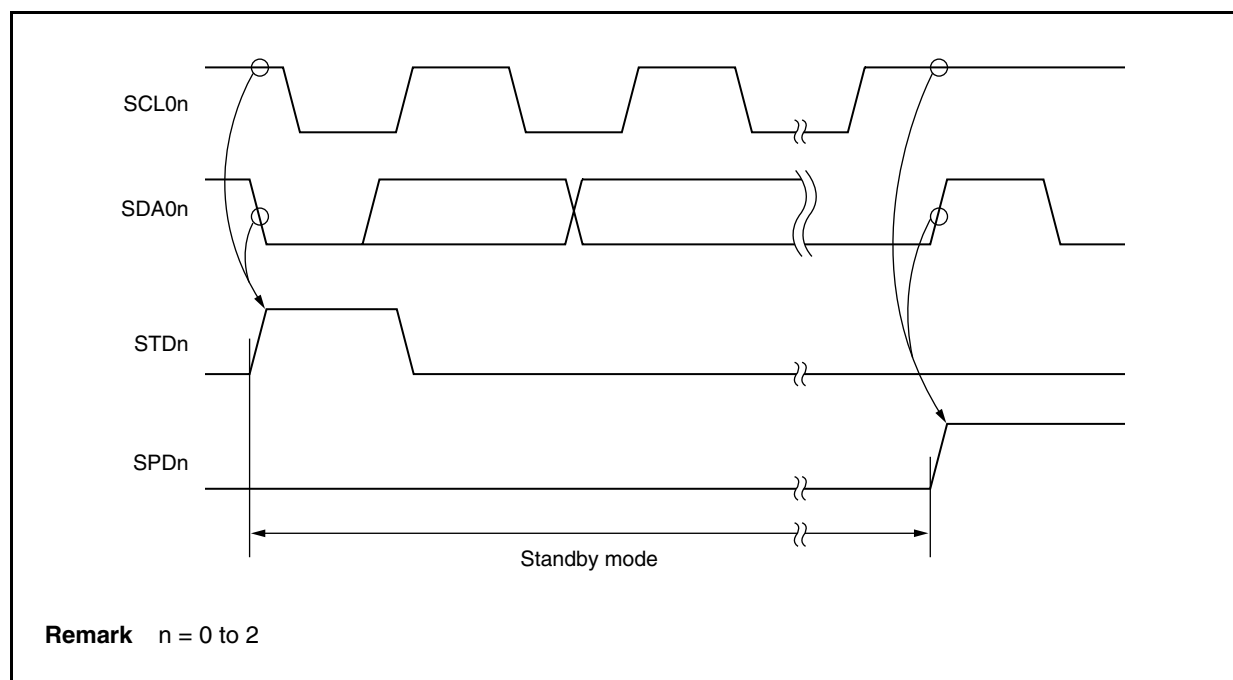 SCL0n
SDA0n
STDn
SPDn
Standby mode
Remark n = 0 to 2